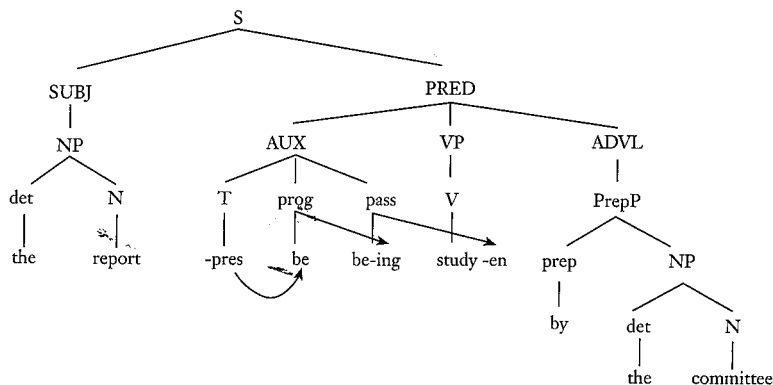 S
SUBJ PRED
NP AUX VP ADVL
det N T prog pass V PrepP
the report -pres be be-ing study -en prep NP
by det N
the committee